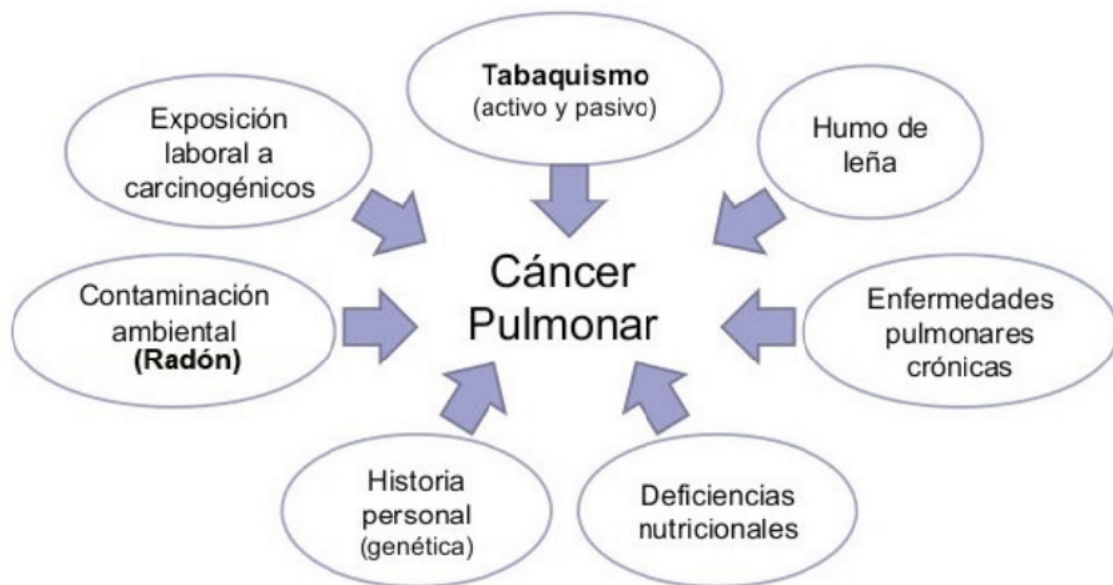 Tabaquismo
(activo y pasivo)
Exposición
laboral a
carcinogénicos
Humo de
leña
Cáncer
Pulmonar
Contaminación
ambiental
(Radón)
Enfermedades
pulmonares
crónicas
Historia
personal
(genética)
Deficiencias
nutricionales